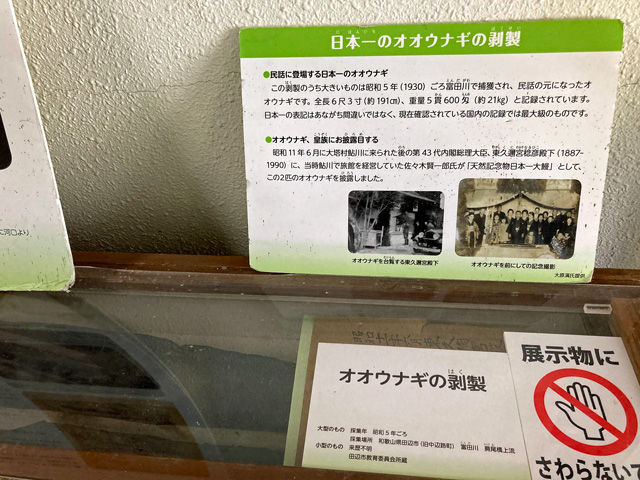 日本一のオオウナギの剥製
●民話に登場する日本一のオオウナギ
この剥製のうち大きいものは昭和5年(1930)ごろ富田川で捕獲され、民話の元になったオ
オウナギです。全長6尺3寸(約191cm)、重量5貫600匁(約21kg)と記録されています。
日本一の表記はあながち間違いではなく、現在確認されている国内の記録では最大級のものです。
●オオウナギ、皇族にお披露目する
昭和11年6月に大塔村鮎川に来られた後の第43代内閣総理大臣、東久邇宮稔彦殿下(1887-
1990)に、当時鮎川で旅館を経営していた佐々木賢一郎氏が「天然記念物日本一大鰻」として、
この2匹のオオウナギを披露しました。
オオウナギを台覧する東久邇宮殿下
オオウナギを前にしての記念撮影
に河口より
オオウナギの剥製
大型のもの 採集年 昭和5年ごろ
採集場所 和歌山県田辺市(旧中辺路町) 富田川
小型のもの 来歴不明
田辺市教育委員会所蔵
展示物に
さわらないで